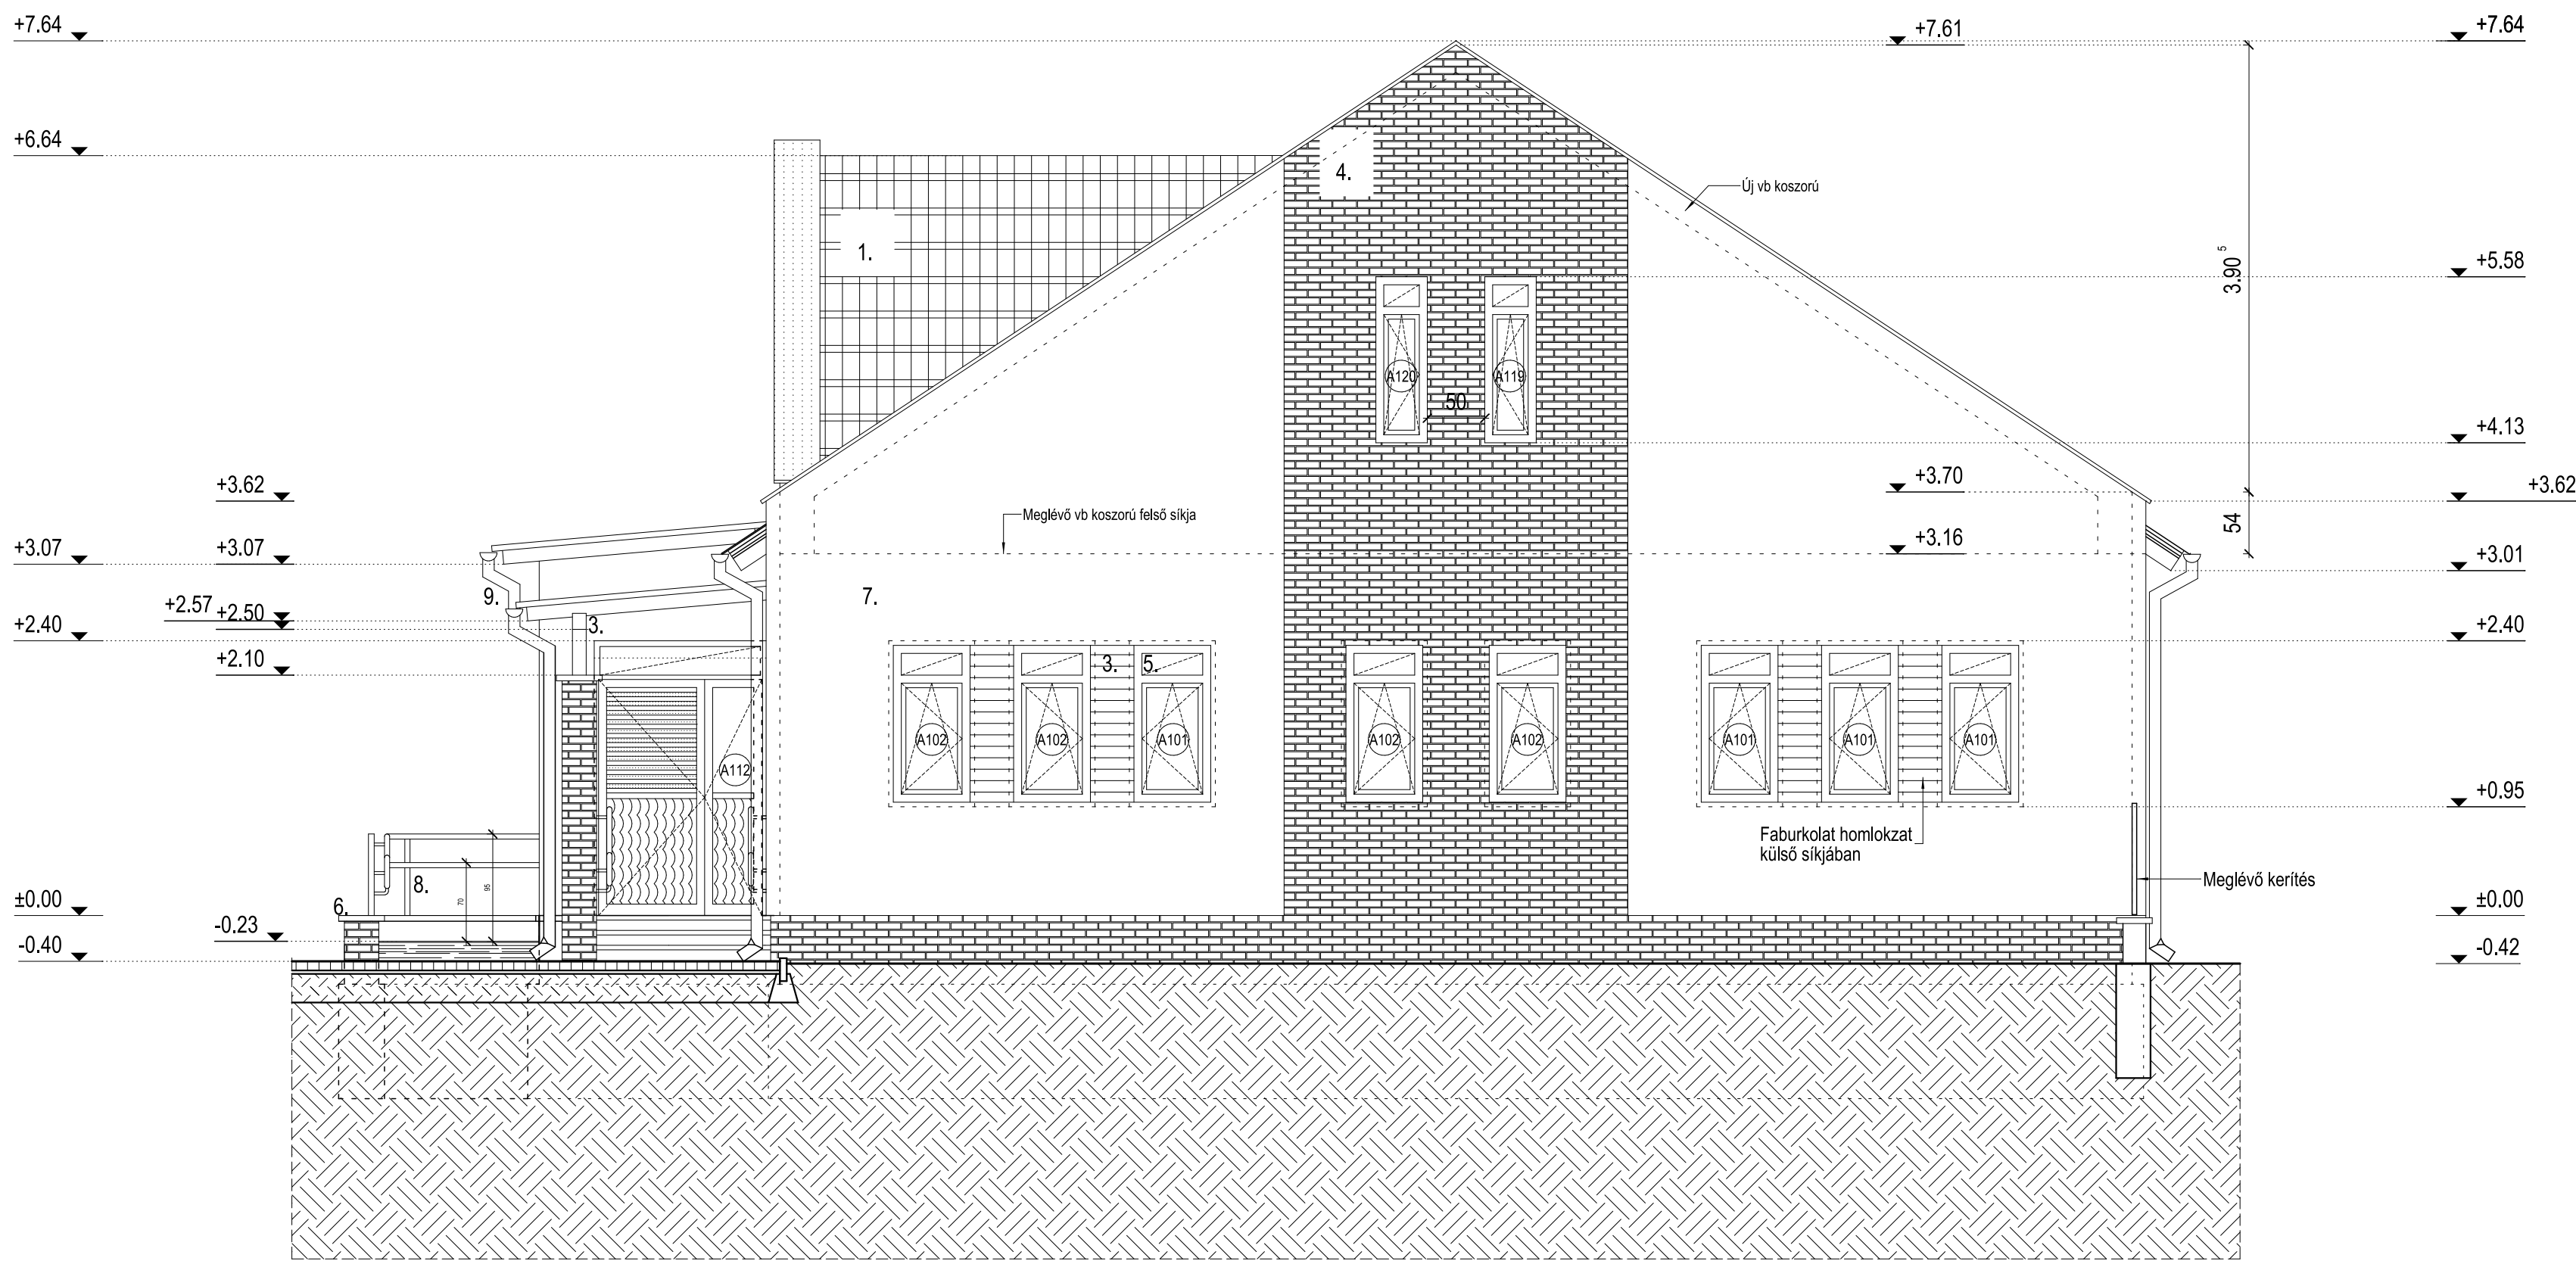 +7.64
+7.61
+7.64
+6.64
4.
Új vb koszorú
1.
3.90 5
+5.58
A120
A119
50
+4.13
+3.70
+3.62
+3.62
Meglévő vb koszorú felső síkja
54
+3.16
+3.07
+3.07
+3.01
9.
7.
+2.57
+2.50
3.
+2.40
+2.40
+2.10
3.
5.
A102
A102
A101
A102
A102
A101
A101
A101
A112
+0.95
Faburkolat homlokzat
külső síkjában
8.
70
95
Meglévő kerítés
6.
±0.00
±0.00
-0.23
-0.40
-0.42